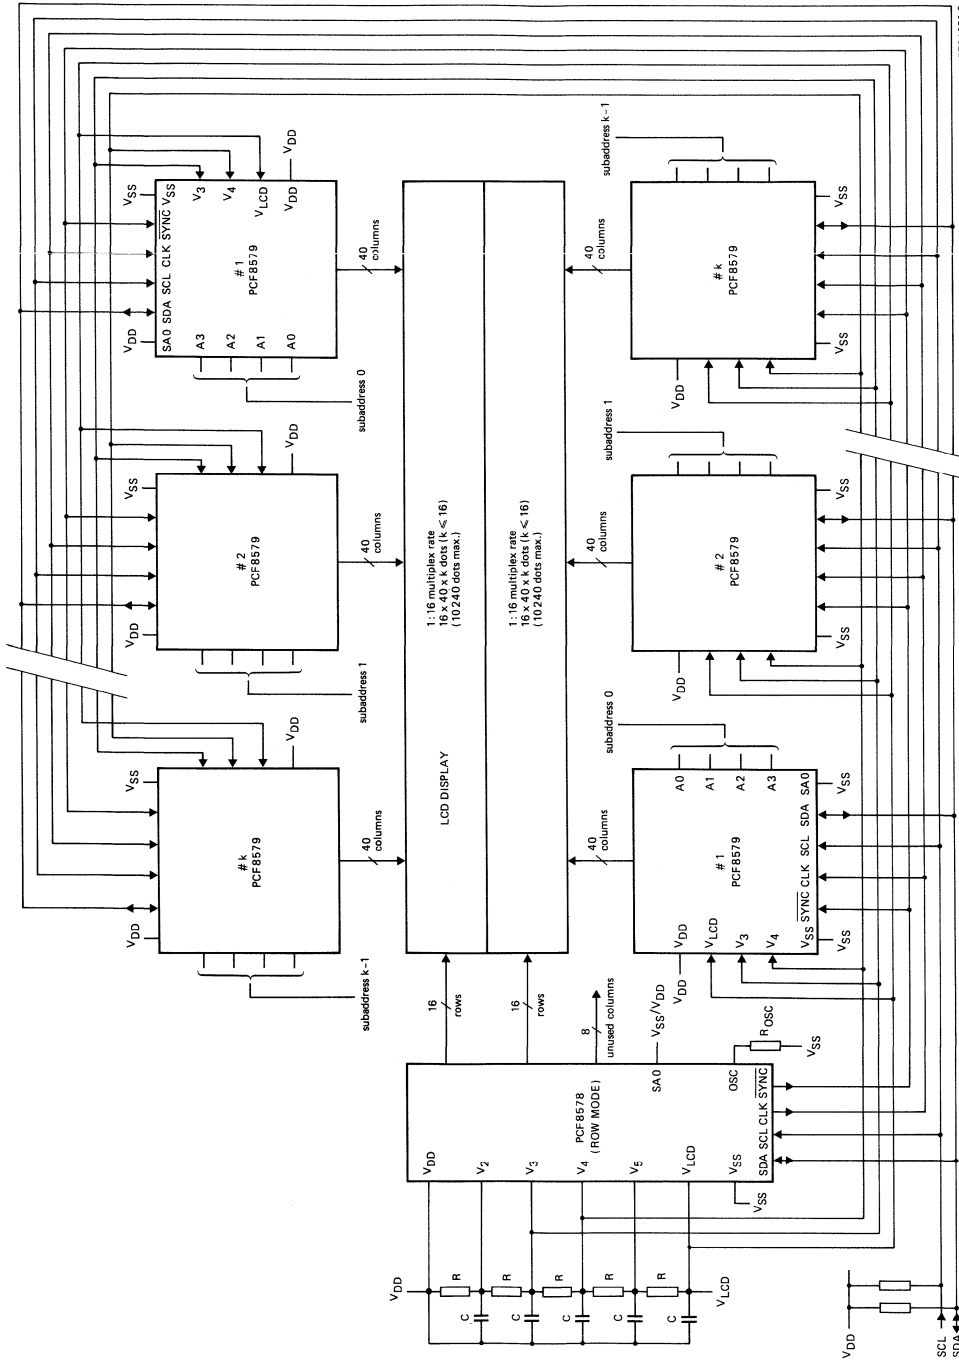 VDD
VSS
SA0 SDA SCL CLK SYNC VSS
A3
A2
A1
A0
#1
PCF8579
V3
V4
VLCD
VDD
VDD
subaddress 0
40
columns
VDD
VSS
#2
PCF8579
VDD
subaddress 1
40
columns
VDD
VSS
#k
PCF8579
VDD
subaddress k-1
40
columns
LCD DISPLAY
1:16 multiplex rate
16 x 40 x k dots (k ⩽ 16)
(10240 dots max.)
1:16 multiplex rate
16 x 40 x k dots (k ⩽ 16)
(10240 dots max.)
16
rows
16
rows
8
unused columns
VDD
V2
V3
V4
V5
VLCD
PCF8578
(ROW MODE)
SA0
VSS/VDD
OSC
ROSC
VSS
VSS
SDA SCL CLK SYNC
VSS
VDD
R
R
R
R
R
C
C
C
C
C
VLCD
VDD
SCL
SDA
subaddress 0
40
columns
VDD
VDD
VLCD
V3
V4
#1
PCF8579
A0
A1
A2
A3
VSS SYNC CLK SCL SDA SA0
VSS
VSS
subaddress 1
40
columns
VDD
#2
PCF8579
VSS
VSS
subaddress k-1
40
columns
VDD
#k
PCF8579
VSS
VSS